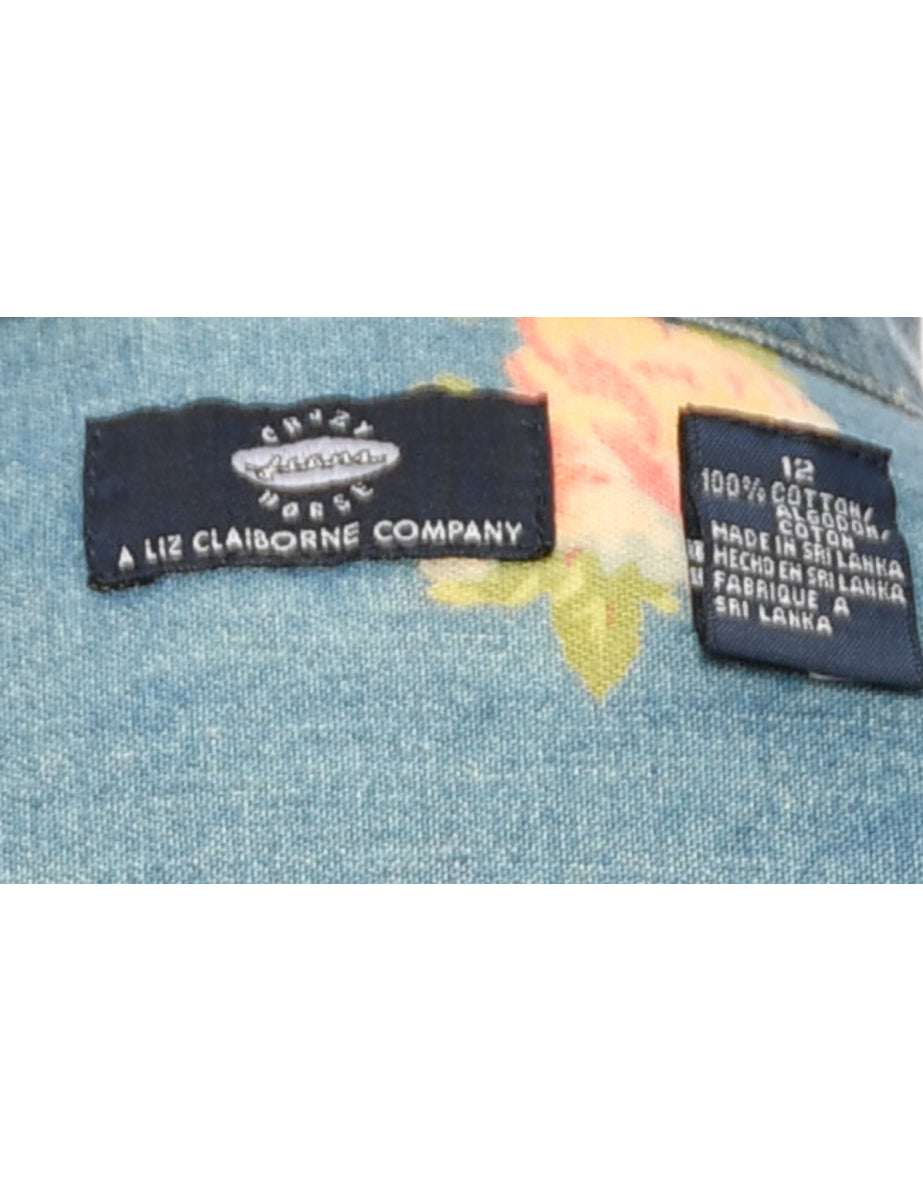 CRAZY
Jeans
HORSE
A LIZ CLAIBORNE COMPANY
12
100% COTTON/
ALGODON/
COTON
MADE IN SRI LANKA
HECHO EN SRI LANKA
FABRIQUE A
SRI LANKA